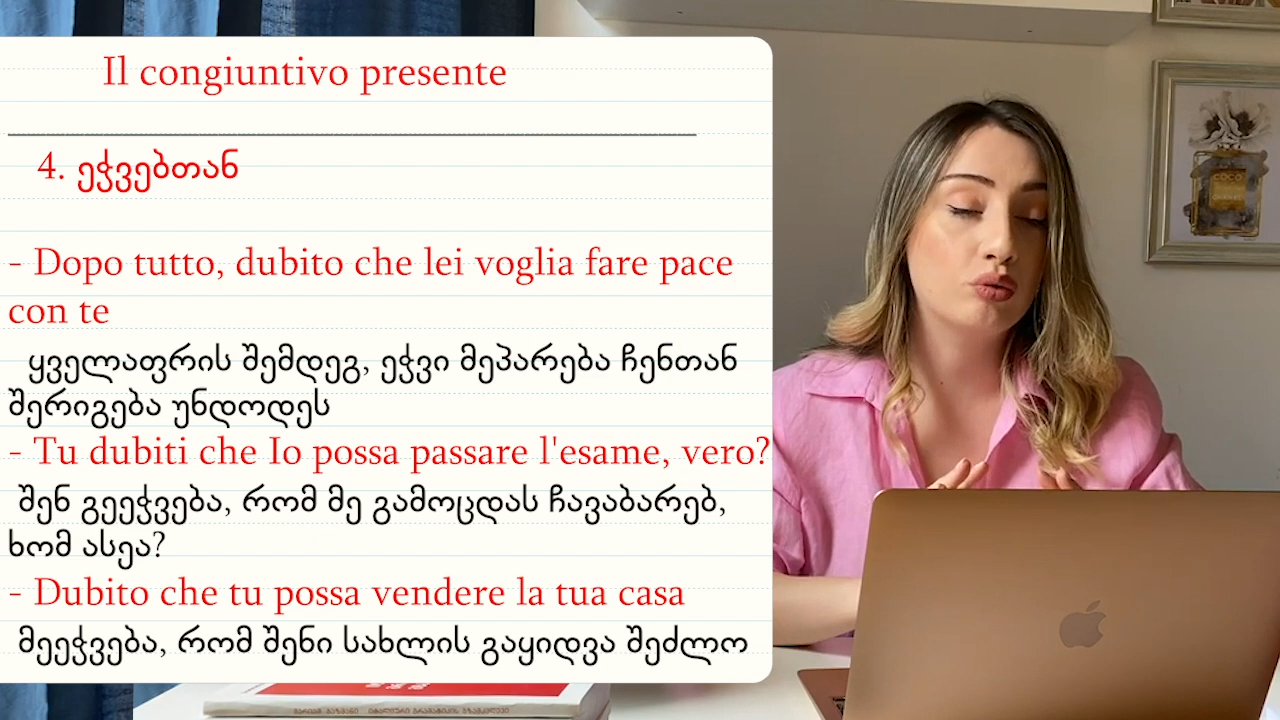 Il congiuntivo presente
4. ეჭვებთან
- Dopo tutto, dubito che lei voglia fare pace
con te
ყველაფრის შემდეგ, ეჭვი მეპარება ჩენთან
შერიგება უნდოდეს
- Tu dubiti che Io possa passare l'esame, vero?
შენ გეეჭვება, რომ მე გამოცდას ჩავაბარებ,
ხომ ასეა?
- Dubito che tu possa vendere la tua casa
მეეჭვება, რომ შენი სახლის გაყიდვა შეძლო
COCO